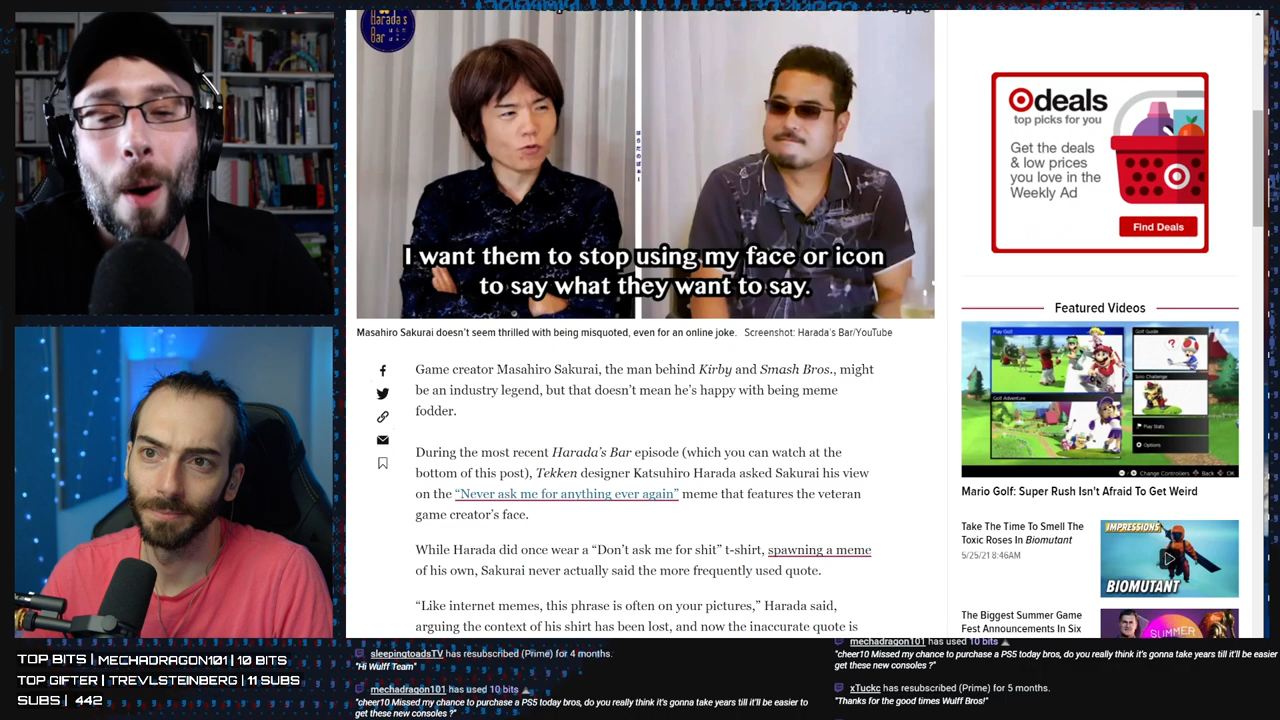 Harada's
Bar
I want them to stop using my face or icon
to say what they want to say.
Masahiro Sakurai doesn't seem thrilled with being misquoted, even for an online joke. Screenshot: Harada's Bar/YouTube
Game creator Masahiro Sakurai, the man behind Kirby and Smash Bros., might
be an industry legend, but that doesn't mean he's happy with being meme
fodder.
During the most recent Harada's Bar episode (which you can watch at the
bottom of this post), Tekken designer Katsuhiro Harada asked Sakurai his view
on the “Never ask me for anything ever again” meme that features the veteran
game creator's face.
While Harada did once wear a “Don't ask me for shit” t-shirt, spawning a meme
of his own, Sakurai never actually said the more frequently used quote.
“Like internet memes, this phrase is often on your pictures,” Harada said,
arguing the context of his shirt has been lost, and now the inaccurate quote is
deals
top picks for you
Get the deals
& low prices
you love in the
Weekly Ad
Find Deals
Featured Videos
Play Golf
Golf Guide
Solo Challenge
Golf Adventure
Play Stats
Options
Change Controllers Back OK
Mario Golf: Super Rush Isn't Afraid To Get Weird
Take The Time To Smell The
Toxic Roses In Biomutant
5/25/21 8:46AM
IMPRESSIONS
BIOMUTANT
The Biggest Summer Game
Fest Announcements In Six
SUMMER
TOP BITS | MECHADRAGON101 | 10 BITS
TOP GIFTER | TREVLSTEINBERG | 11 SUBS
SUBS | 442
sleepingtoadsTV has resubscribed (Prime) for 4 months.
"Hi Wulff Team"
mechadragon101 has used 10 bits
"cheer10 Missed my chance to purchase a PS5 today bros, do you really think it's gonna take years till it'll be easier to
get these new consoles ?"
mechadragon101 has used 10 bits
"cheer10 Missed my chance to purchase a PS5 today bros, do you really think it's gonna take years till it'll be easier
get these new consoles ?"
xTuckc has resubscribed (Prime) for 5 months.
"Thanks for the good times Wulff Bros!"